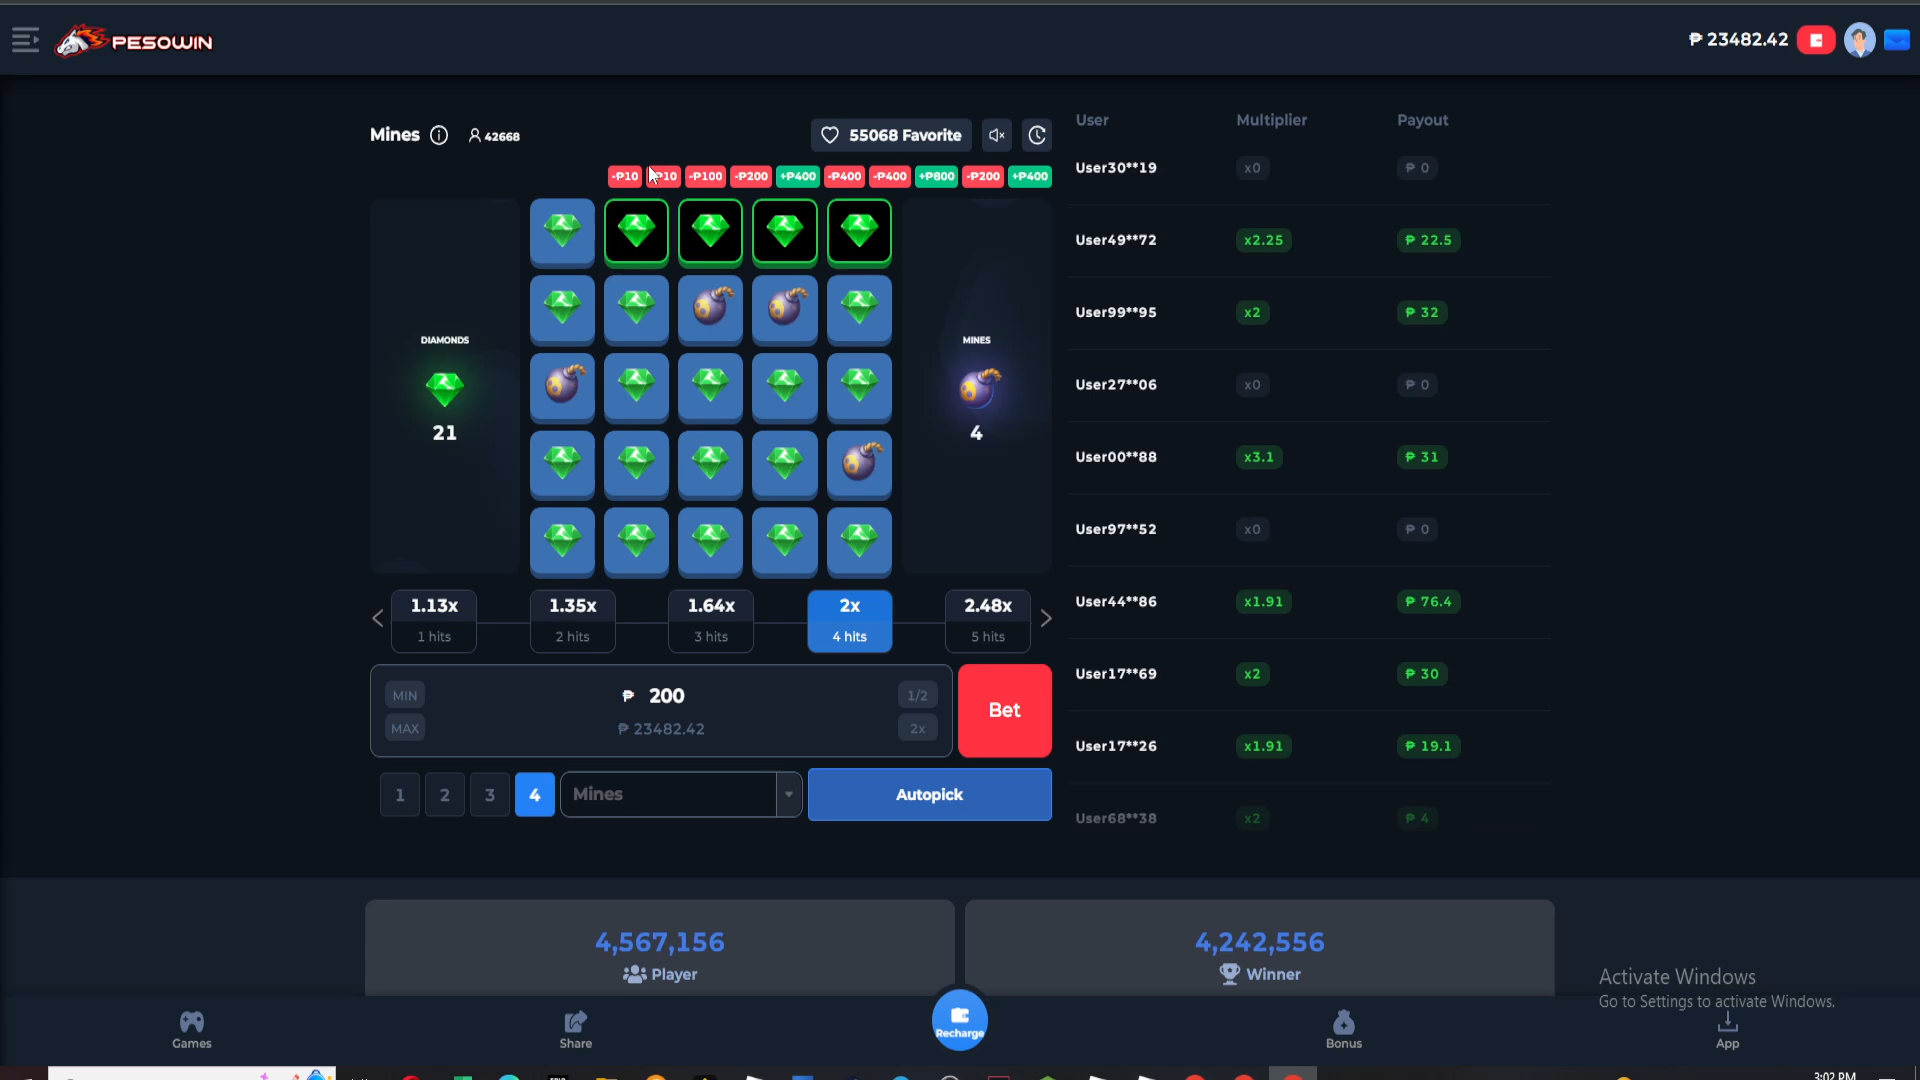 PESOWIN
₱ 23482.42
Mines
42668
55068 Favorite
-₱10
-₱100
-₱200
+₱400
-₱400
-₱400
+₱800
-₱200
+₱400
DIAMONDS
21
MINES
4
1.13x
1 hits
1.35x
2 hits
1.64x
3 hits
2x
4 hits
2.48x
5 hits
MIN
₱ 200
1/2
MAX
₱ 23482.42
2x
Bet
1
2
3
4
Mines
Autopick
User Multiplier Payout
User30**19 x0 ₱ 0
User49**72 x2.25 ₱ 22.5
User99**95 x2 ₱ 32
User27**06 x0 ₱ 0
User00**88 x3.1 ₱ 31
User97**52 x0 ₱ 0
User44**86 x1.91 ₱ 76.4
User17**69 x2 ₱ 30
User17**26 x1.91 ₱ 19.1
User68**38 x2 ₱ 4
4,567,156
Player
4,242,556
Winner
Activate Windows
Go to Settings to activate Windows.
Games
Share
Recharge
Bonus
App
3:02 PM